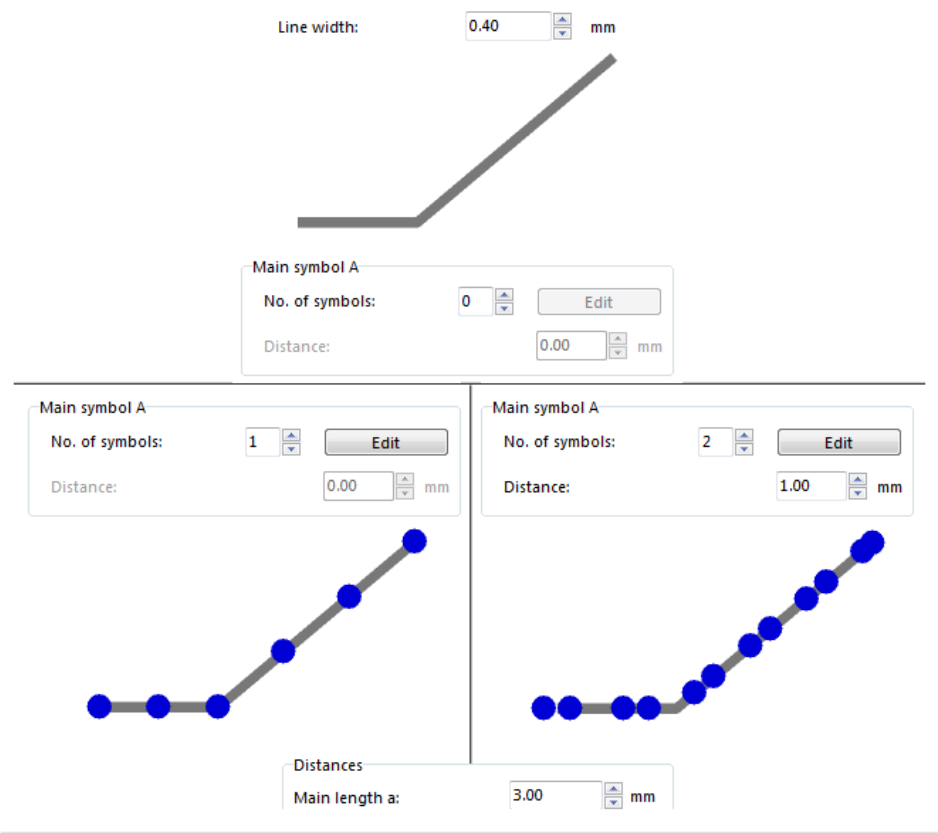 Line width: 0.40 mm
Main symbol A
No. of symbols: 0 Edit
Distance: 0.00 mm
Main symbol A
No. of symbols: 1 Edit
Distance: 0.00 mm
Main symbol A
No. of symbols: 2 Edit
Distance: 1.00 mm
Distances
Main length a: 3.00 mm